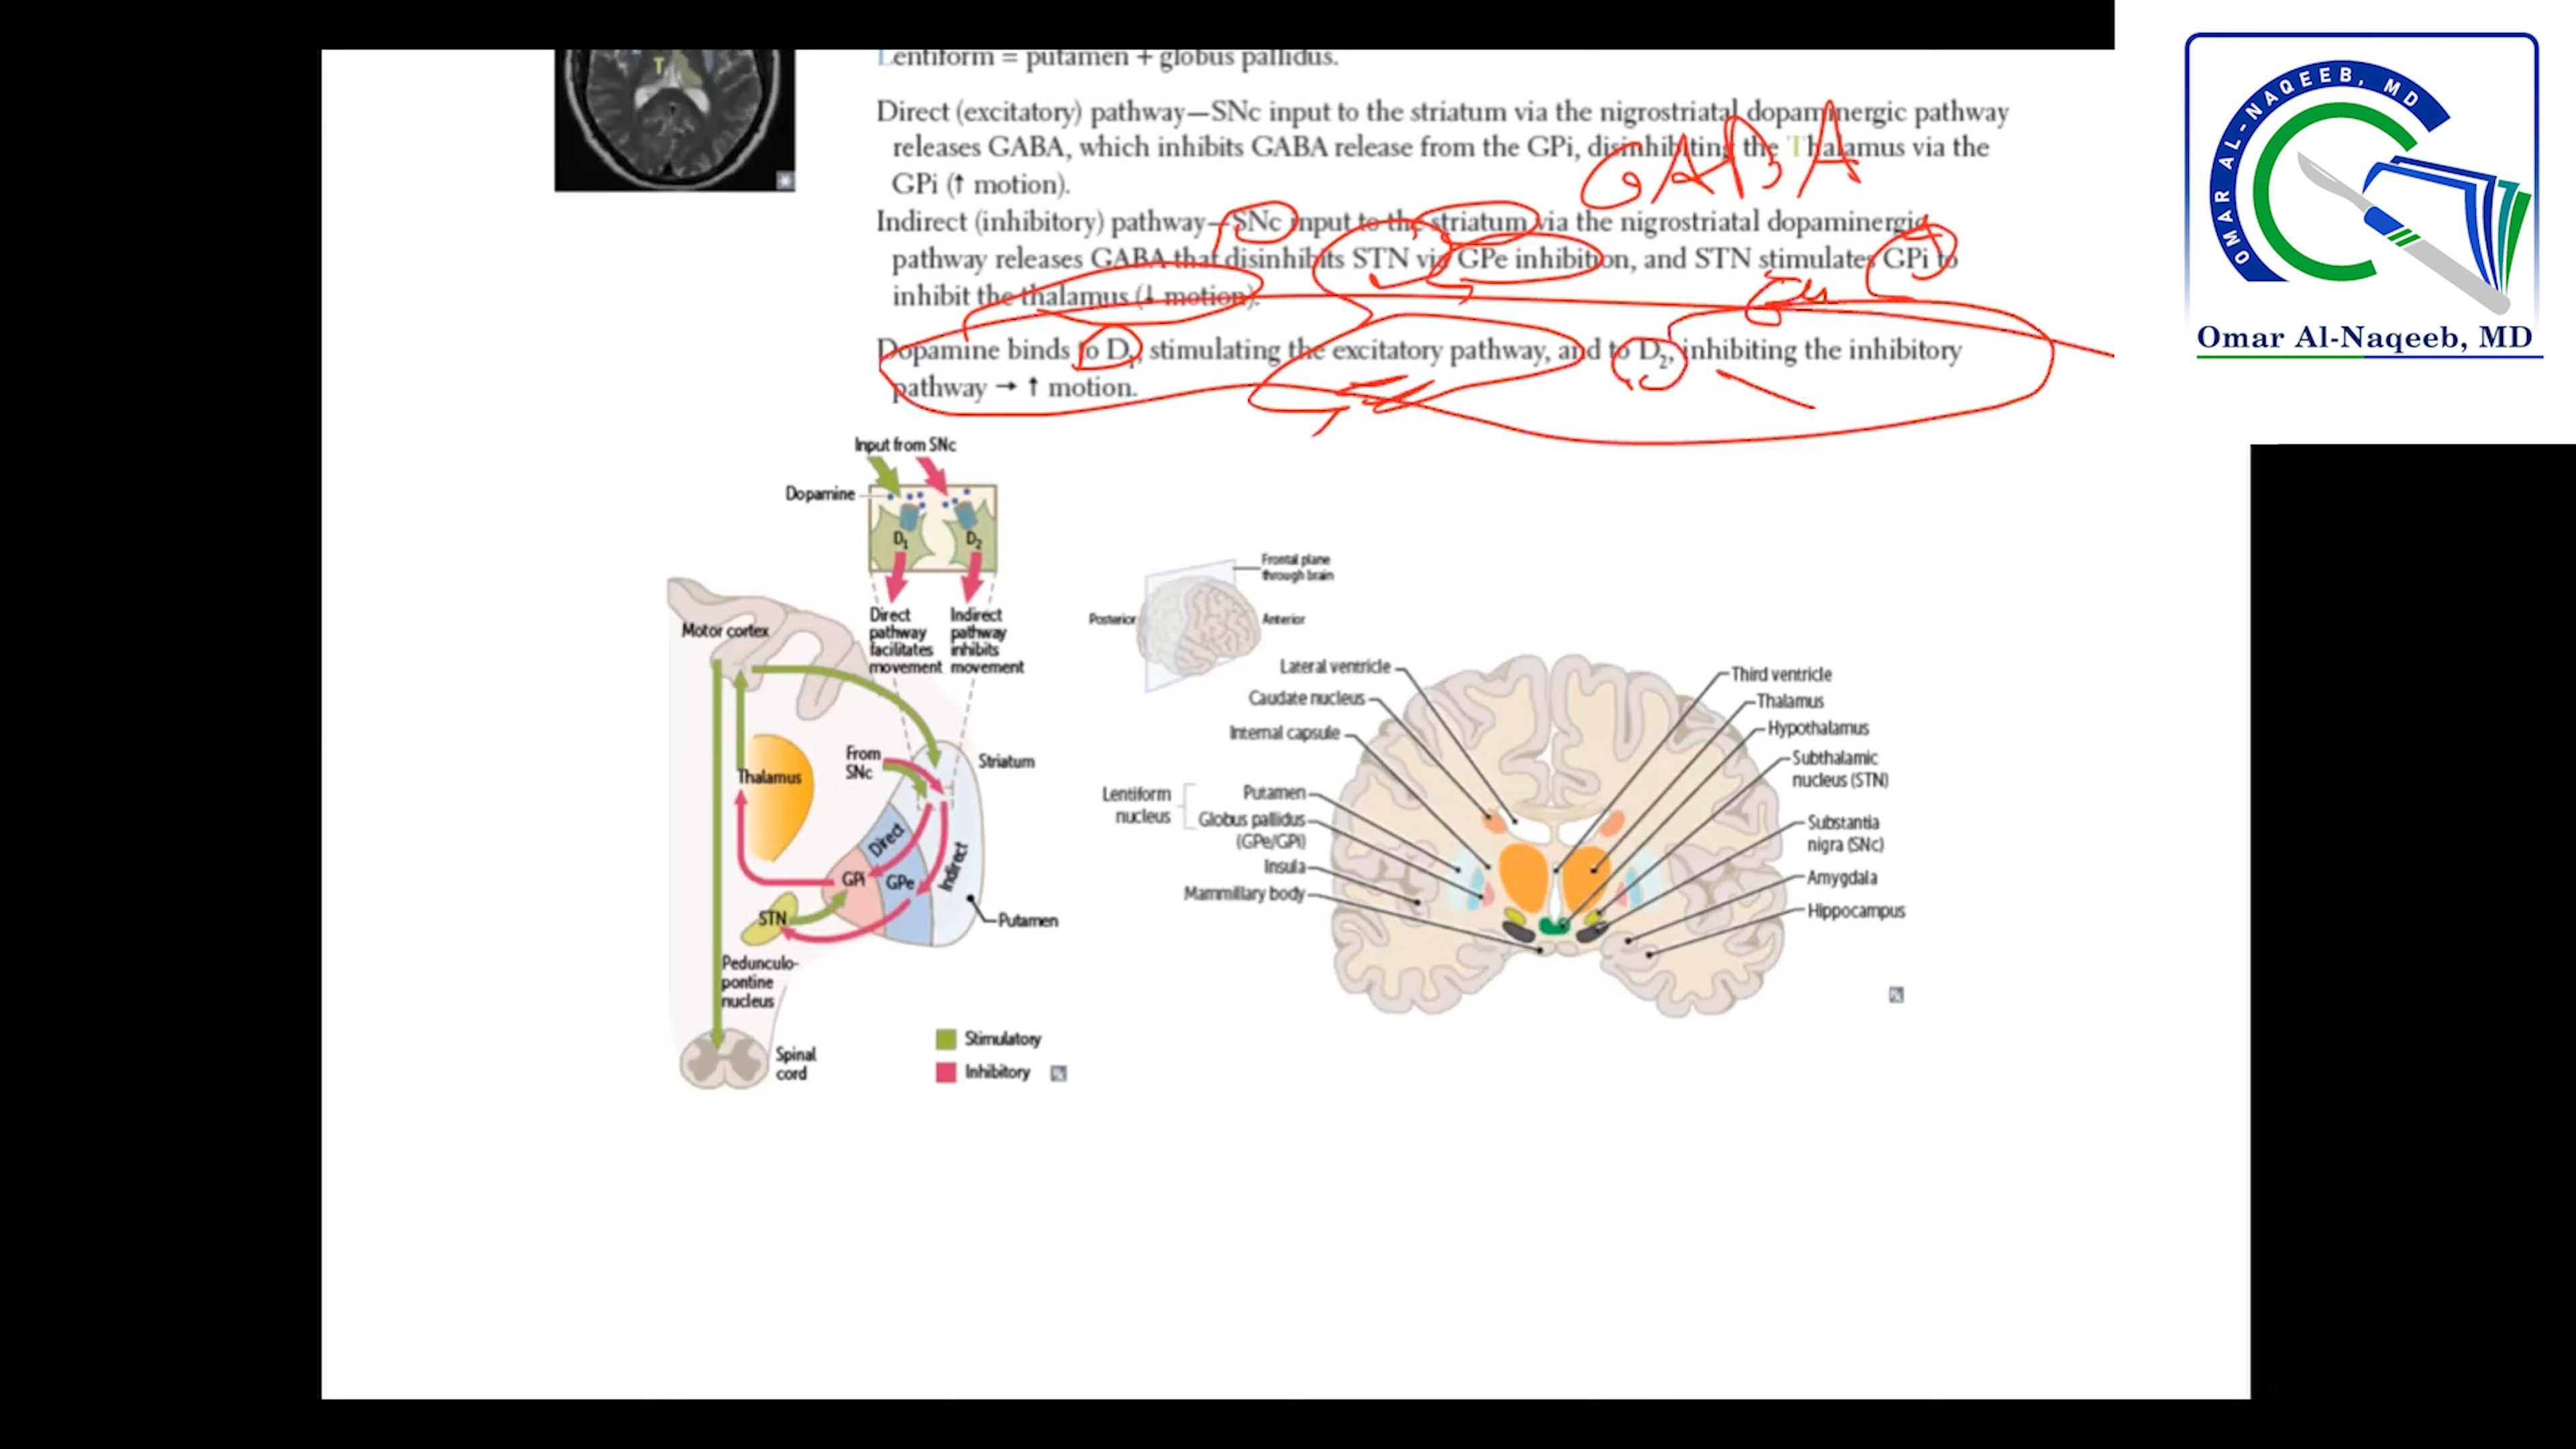 Lentiform = putamen + globus pallidus.
T
Direct (excitatory) pathway—SNc input to the striatum via the nigrostriatal dopaminergic pathway
releases GABA, which inhibits GABA release from the GPi, disinhibiting the Thalamus via the
GPi (↑ motion).
GABA
Indirect (inhibitory) pathway—SNc input to the striatum via the nigrostriatal dopaminergic
pathway releases GABA that disinhibits STN via GPe inhibition, and STN stimulates GPi to
inhibit the thalamus (↓ motion).
Dopamine binds to D₁, stimulating the excitatory pathway, and to D₂, inhibiting the inhibitory
pathway → ↑ motion.
OMAR AL-NAQEEB, MD
Omar Al-Naqeeb, MD
Input from SNc
Dopamine
D₁
D₂
Direct
pathway
facilitates
movement
Indirect
pathway
inhibits
movement
Motor cortex
Thalamus
From
SNc
Striatum
Direct
Indirect
GPi
GPe
STN
Putamen
Pedunculo-
pontine
nucleus
Spinal
cord
Stimulatory
Inhibitory
Frontal plane
through brain
Posterior
Anterior
Lateral ventricle
Caudate nucleus
Internal capsule
Lentiform
nucleus
Putamen
Globus pallidus
(GPe/GPi)
Insula
Mammillary body
Third ventricle
Thalamus
Hypothalamus
Subthalamic
nucleus (STN)
Substantia
nigra (SNc)
Amygdala
Hippocampus